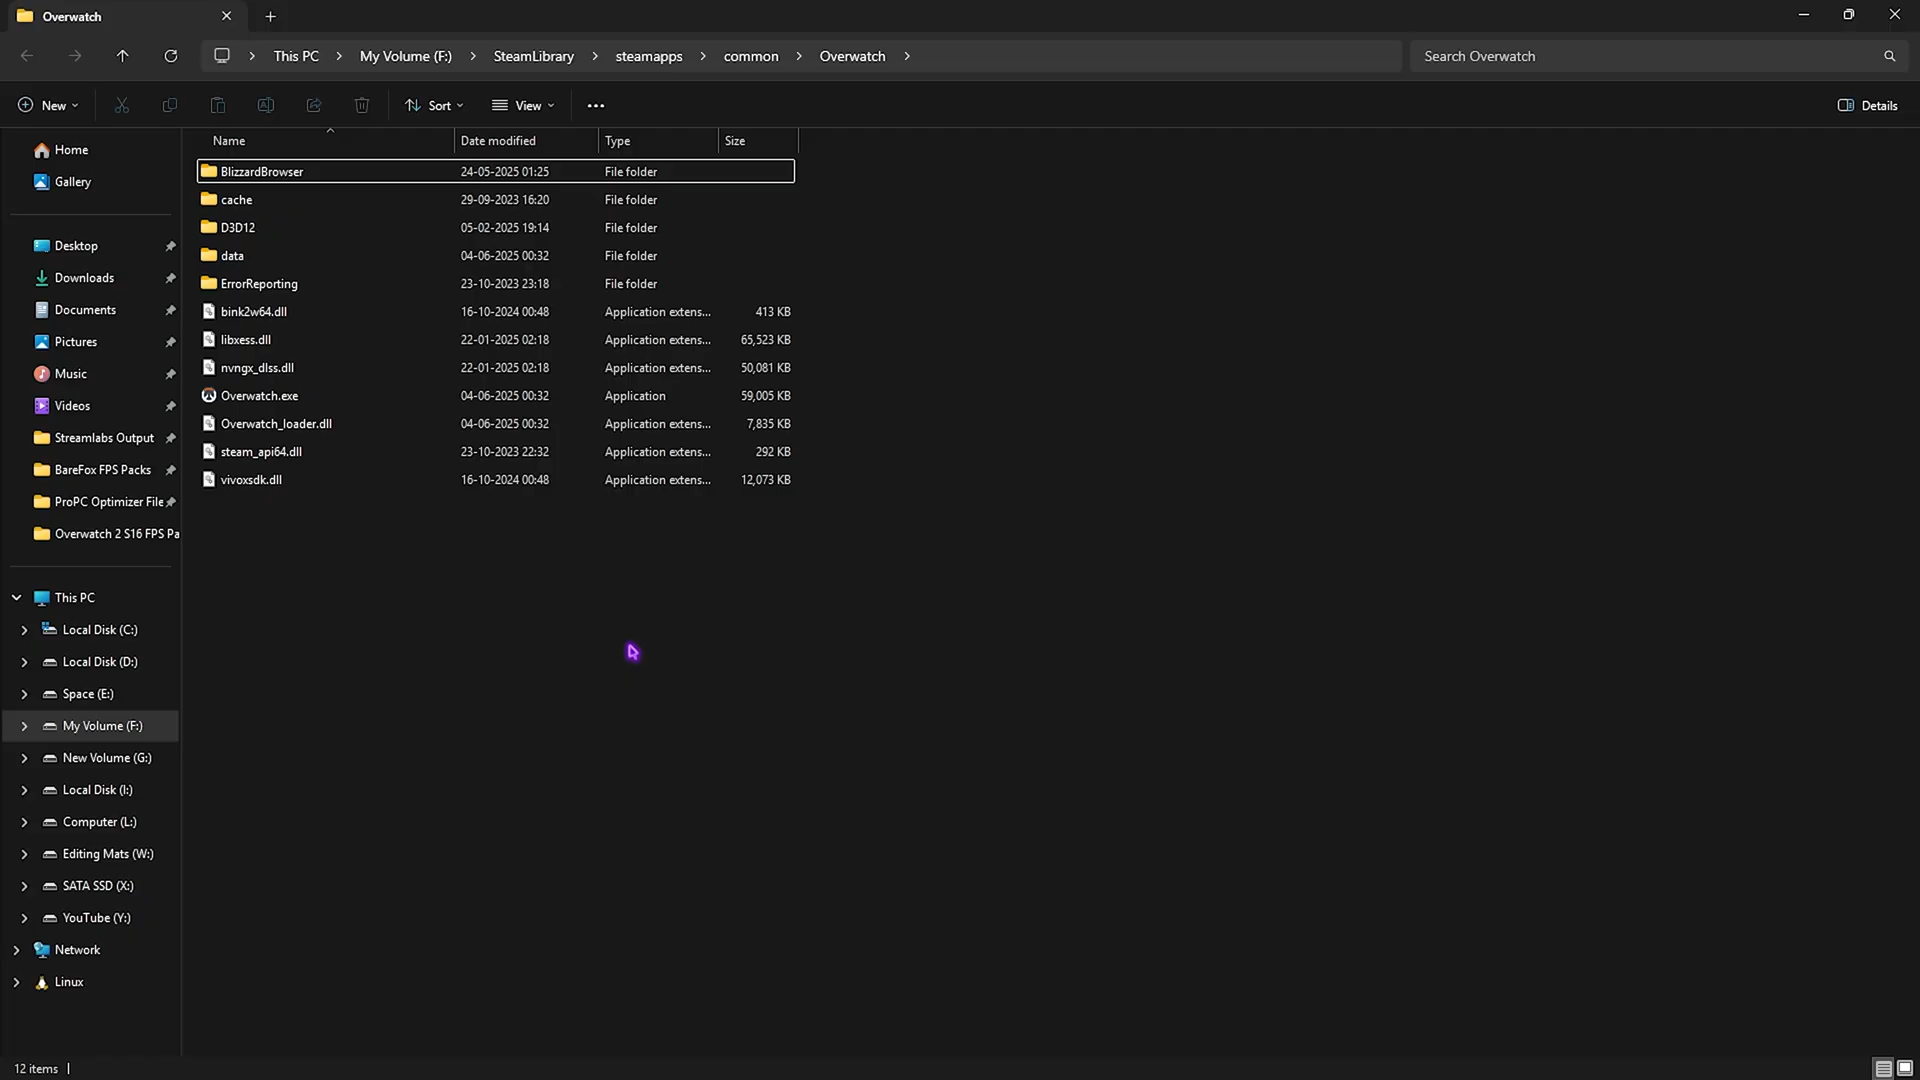 Overwatch
This PC
My Volume (F:)
SteamLibrary
steamapps
common
Overwatch
Search Overwatch
New
Sort
View
Details
Name
Date modified
Type
Size
Home
Gallery
Desktop
Downloads
Documents
Pictures
Music
Videos
Streamlabs Output
BareFox FPS Packs
ProPC Optimizer File
Overwatch 2 S16 FPS Pa
This PC
Local Disk (C:)
Local Disk (D:)
Space (E:)
My Volume (F:)
New Volume (G:)
Local Disk (I:)
Computer (L:)
Editing Mats (W:)
SATA SSD (X:)
YouTube (Y:)
Network
Linux
BlizzardBrowser 24-05-2025 01:25 File folder
cache 29-09-2023 16:20 File folder
D3D12 05-02-2025 19:14 File folder
data 04-06-2025 00:32 File folder
ErrorReporting 23-10-2023 23:18 File folder
bink2w64.dll 16-10-2024 00:48 Application extens... 413 KB
libxess.dll 22-01-2025 02:18 Application extens... 65,523 KB
nvngx_dlss.dll 22-01-2025 02:18 Application extens... 50,081 KB
Overwatch.exe 04-06-2025 00:32 Application 59,005 KB
Overwatch_loader.dll 04-06-2025 00:32 Application extens... 7,835 KB
steam_api64.dll 23-10-2023 22:32 Application extens... 292 KB
vivoxsdk.dll 16-10-2024 00:48 Application extens... 12,073 KB
12 items